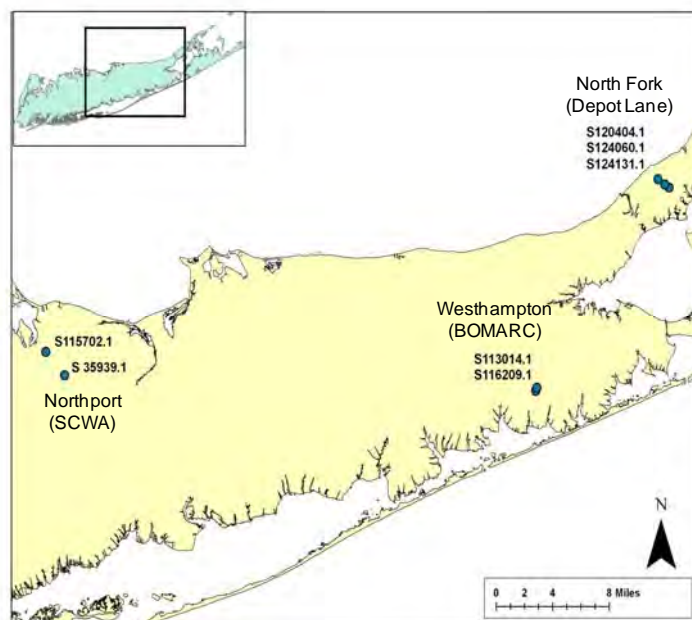 North Fork
(Depot Lane)
S120404.1
S124060.1
S124131.1
Westhampton
(BOMARC)
S113014.1
S116209.1
S115702.1
S 35939.1
Northport
(SCWA)
N
0 2 4 8 Miles